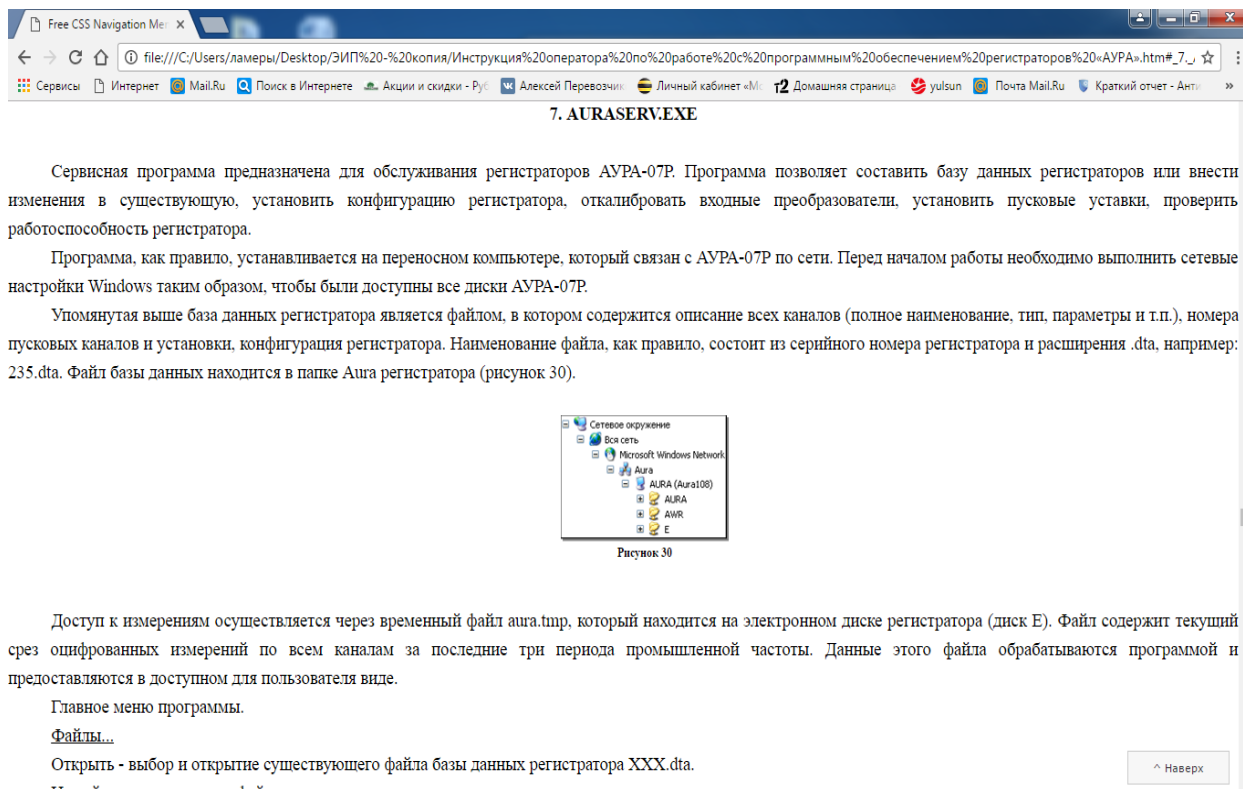 Free CSS Navigation Mer
file:///C:/Users/ламеры/Desktop/ЭИП%20-%20копия/Инструкция%20оператора%20по%20работе%20с%20программным%20обеспечением%20регистраторов%20«АУРА».htm#_7._
Сервисы Интернет Mail.Ru Поиск в Интернете Акции и скидки - Ру Алексей Перевозчик Личный кабинет «М Домашняя страница yulsun Почта Mail.Ru Краткий отчет - Анти »
7. AURASERV.EXE
Сервисная программа предназначена для обслуживания регистраторов АУРА-07Р. Программа позволяет составить базу данных регистраторов или внести
изменения в существующую, установить конфигурацию регистратора, откалибровать входные преобразователи, установить пусковые уставки, проверить
работоспособность регистратора.
Программа, как правило, устанавливается на переносном компьютере, который связан с АУРА-07Р по сети. Перед началом работы необходимо выполнить сетевые
настройки Windows таким образом, чтобы были доступны все диски АУРА-07Р.
Упомянутая выше база данных регистратора является файлом, в котором содержится описание всех каналов (полное наименование, тип, параметры и т.п.), номера
пусковых каналов и установки, конфигурация регистратора. Наименование файла, как правило, состоит из серийного номера регистратора и расширения .dta, например:
235.dta. Файл базы данных находится в папке Aura регистратора (рисунок 30).
Сетевое окружение
Вся сеть
Microsoft Windows Network
Aura
AURA (Aura108)
AURA
AWR
E
Рисунок 30
Доступ к измерениям осуществляется через временный файл aura.tmp, который находится на электронном диске регистратора (диск E). Файл содержит текущий
срез оцифрованных измерений по всем каналам за последние три периода промышленной частоты. Данные этого файла обрабатываются программой и
предоставляются в доступном для пользователя виде.
Главное меню программы.
Файлы...
Открыть - выбор и открытие существующего файла базы данных регистратора XXX.dta.
^ Наверх